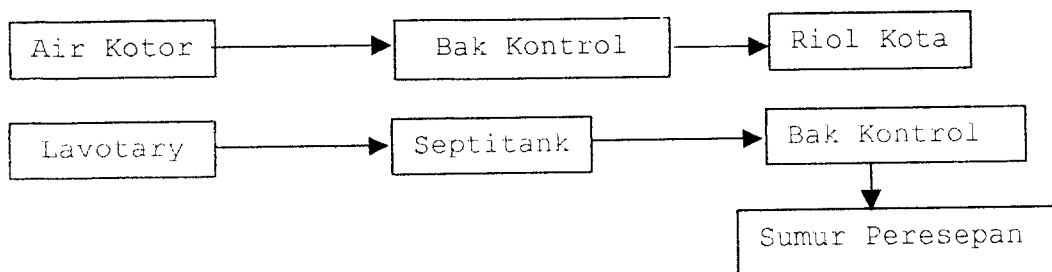 Air Kotor
Bak Kontrol
Riol Kota
Lavotary
Septitank
Bak Kontrol
Sumur Peresepan